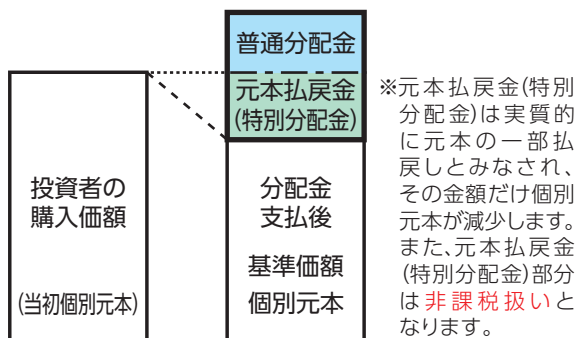 普通分配金
元本払戻金
(特別分配金)
投資者の
購入価額
(当初個別元本)
分配金
支払後
基準価額
個別元本
※元本払戻金(特別
分配金)は実質的
に元本の一部払
戻しとみなされ、
その金額だけ個別
元本が減少します。
また、元本払戻金
(特別分配金)部分
は非課税扱いと
なります。